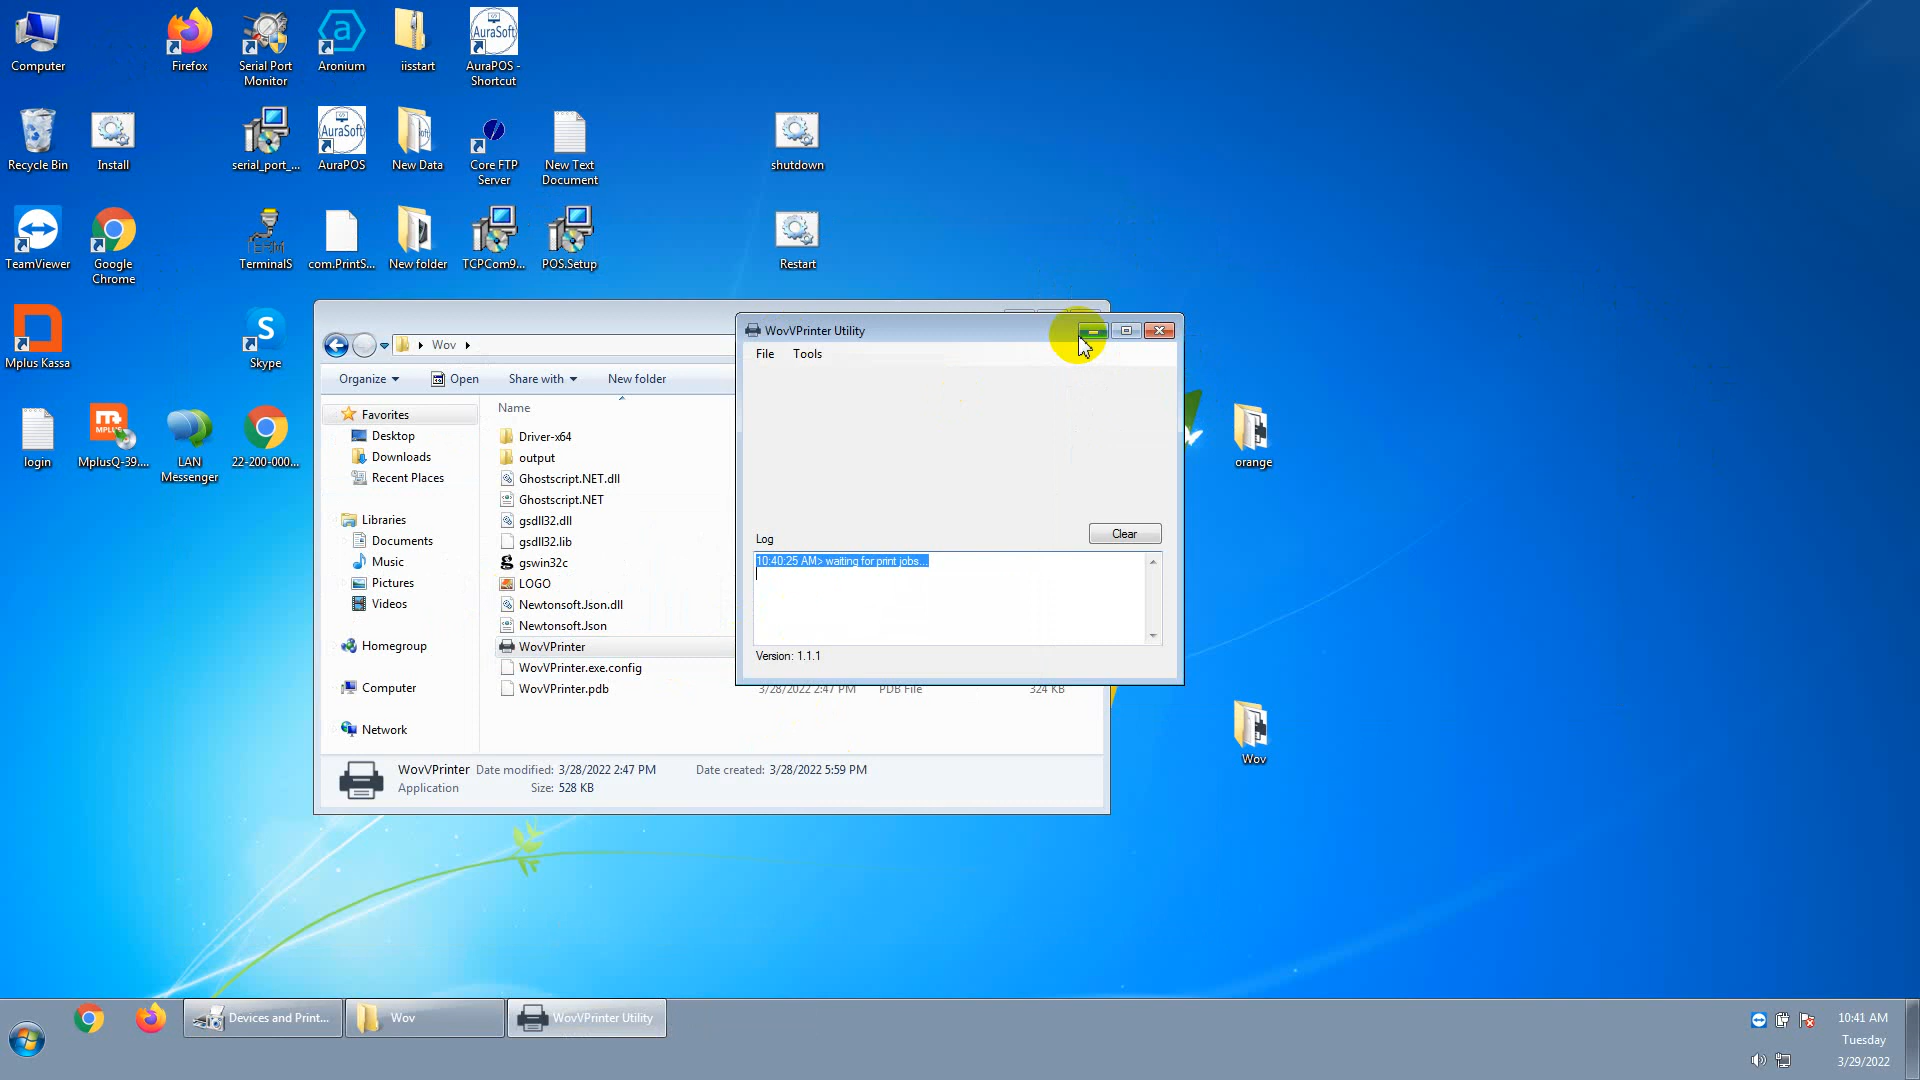 Computer
Firefox
Serial Port
Monitor
Aronium
iisstart
AuraSoft
AuraPOS -
Shortcut
Recycle Bin
Install
serial_port_...
AuraSoft
AuraPOS
New Data
Core FTP
Server
New Text
Document
shutdown
TeamViewer
Google
Chrome
TerminalS
com.PrintS...
New folder
TCPCom9...
POS.Setup
Restart
Mplus Kassa
Skype
login
MPLUS
MplusQ-39....
LAN
Messenger
22-200-000...
orange
Wov
Wov
Organize
Open
Share with
New folder
Favorites
Desktop
Downloads
Recent Places
Libraries
Documents
Music
Pictures
Videos
Homegroup
Computer
Network
Name
Driver-x64
output
Ghostscript.NET.dll
Ghostscript.NET
gsdll32.dll
gsdll32.lib
gswin32c
LOGO
Newtonsoft.Json.dll
Newtonsoft.Json
WovVPrinter
WovVPrinter.exe.config
WovVPrinter.pdb 3/28/2022 2:47 PM PDB File 324 KB
WovVPrinter Date modified: 3/28/2022 2:47 PM Date created: 3/28/2022 5:59 PM
Application Size: 528 KB
WovVPrinter Utility
File Tools
Clear
Log
10:40:25 AM> waiting for print jobs...
Version: 1.1.1
Devices and Print...
Wov
WovVPrinter Utility
10:41 AM
Tuesday
3/29/2022